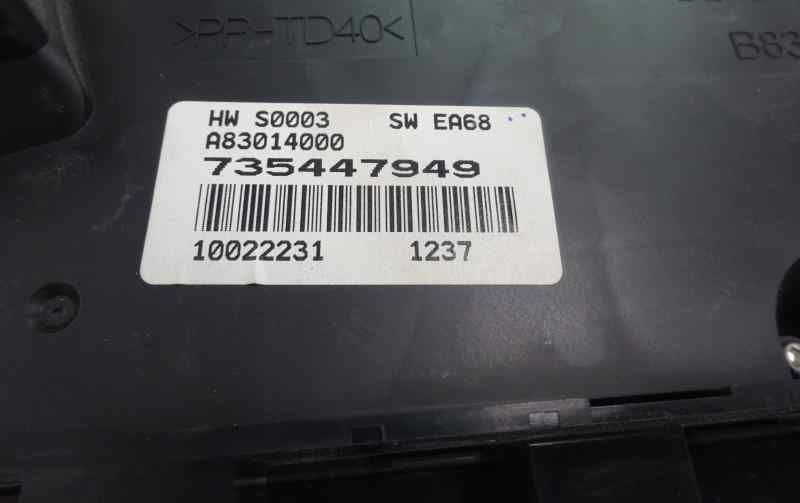 >PP-TD40<
B83
HW S0003 SW EA68
A83014000
735447949
10022231 1237